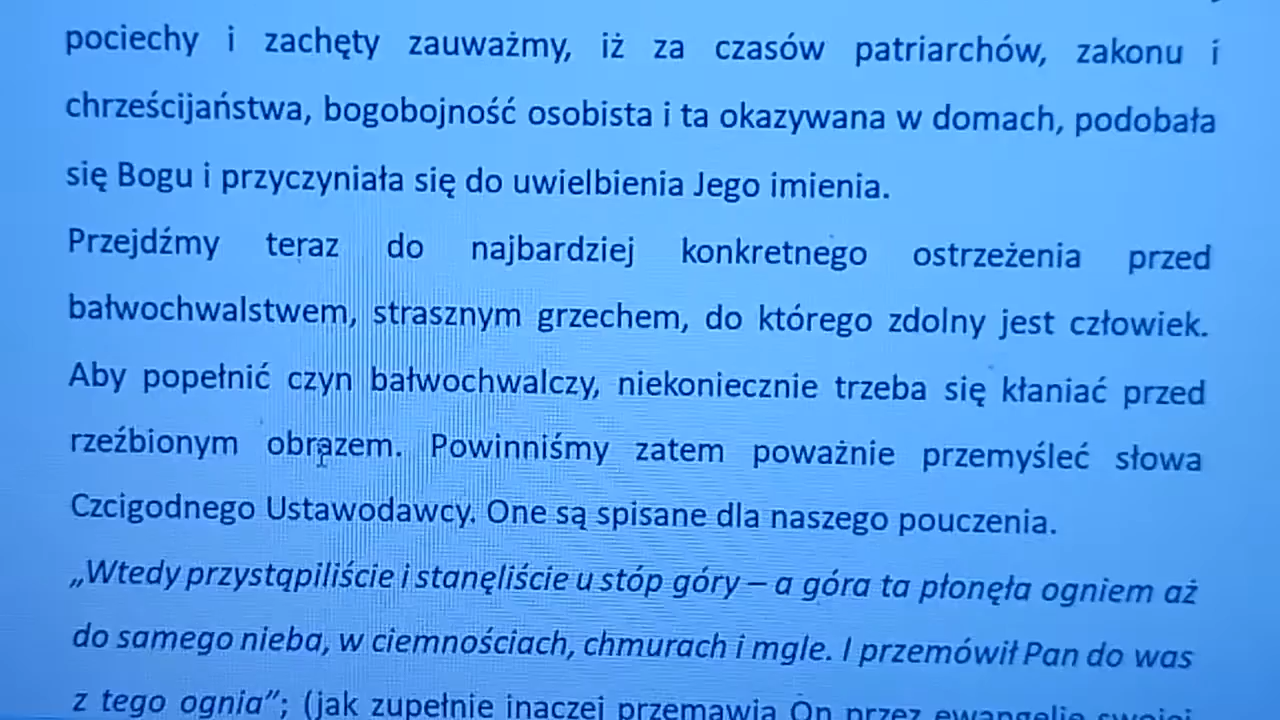 pociechy i zachęty zauważmy, iż za czasów patriarchów, zakonu i
chrześcijaństwa, bogobojność osobista i ta okazywana w domach, podobała
się Bogu i przyczyniała się do uwielbienia Jego imienia.
Przejdźmy teraz do najbardziej konkretnego ostrzeżenia przed
bałwochwalstwem, strasznym grzechem, do którego zdolny jest człowiek.
Aby popełnić czyn bałwochwalczy, niekoniecznie trzeba się kłaniać przed
rzeźbionym obrazem. Powinniśmy zatem poważnie przemyśleć słowa
Czcigodnego Ustawodawcy. One są spisane dla naszego pouczenia.
„Wtedy przystąpiliście i stanęliście u stóp góry – a góra ta płonęła ogniem aż
do samego nieba, w ciemnościach, chmurach i mgle. I przemówił Pan do was
z tego ognia”; (jak zupełnie inaczej przemawia On przez ewangelię swojej